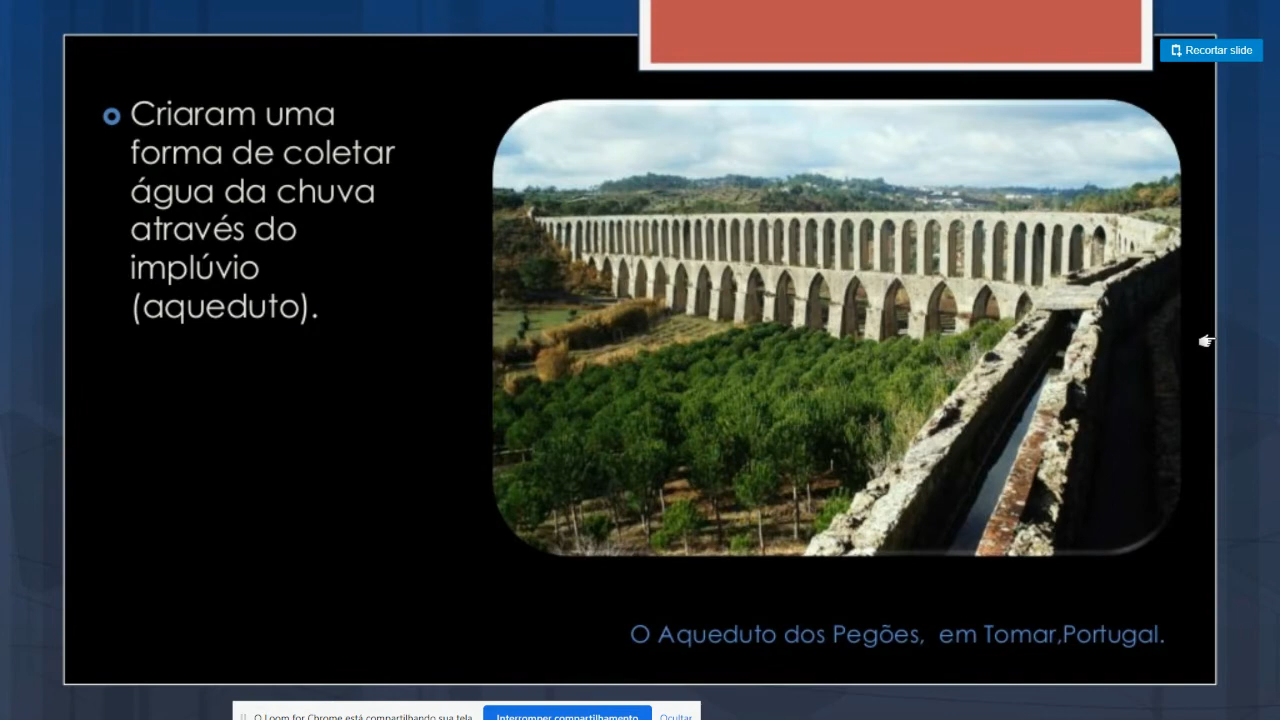 Recortar slide
Criaram uma
forma de coletar
água da chuva
através do
implúvio
(aqueduto).
O Aqueduto dos Pegões, em Tomar,Portugal.
O Loom for Chrome está compartilhando sua tela.
Interromper compartilhamento
Ocultar